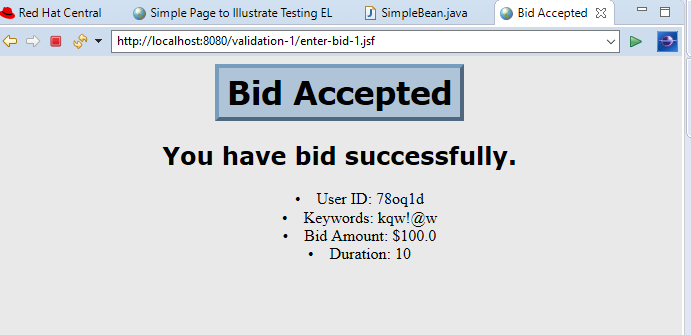 Red Hat Central Simple Page to Illustrate Testing EL SimpleBean.java Bid Accepted
http://localhost:8080/validation-1/enter-bid-1.jsf
Bid Accepted
You have bid successfully.
• User ID: 78oq1d
• Keywords: kqw!@w
• Bid Amount: $100.0
• Duration: 10